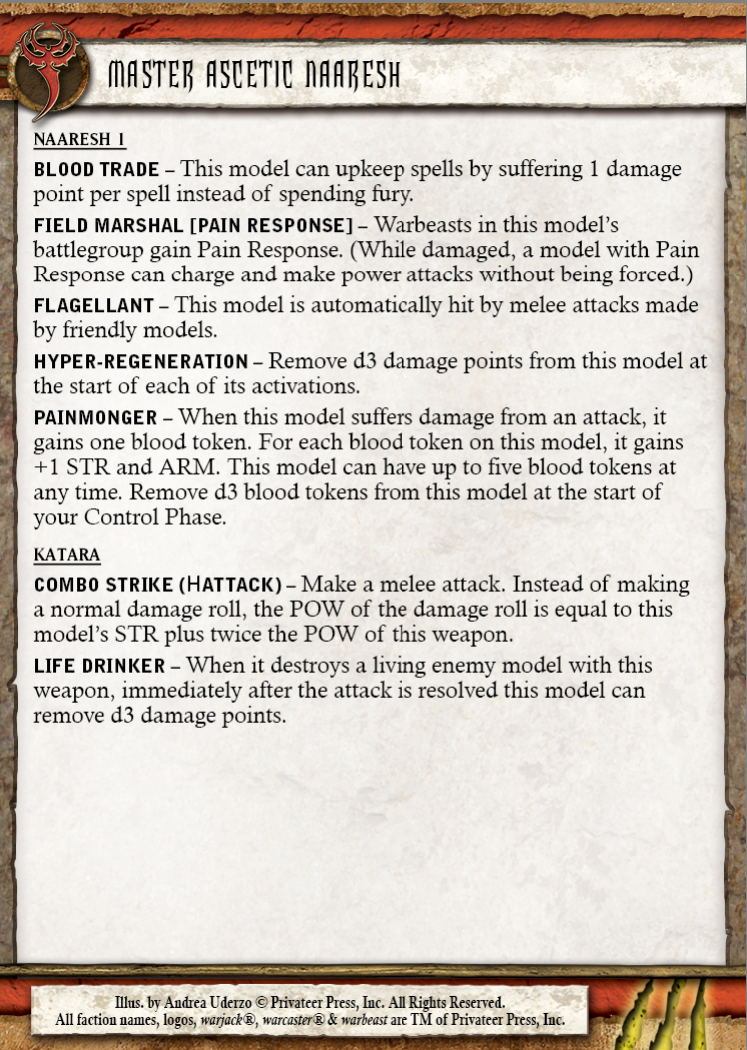 MASTER ASCETIC NAARESH
NAARESH 1
BLOOD TRADE – This model can upkeep spells by suffering 1 damage
point per spell instead of spending fury.
FIELD MARSHAL [PAIN RESPONSE] – Warbeasts in this model's
battlegroup gain Pain Response. (While damaged, a model with Pain
Response can charge and make power attacks without being forced.)
FLAGELLANT – This model is automatically hit by melee attacks made
by friendly models.
HYPER-REGENERATION – Remove d3 damage points from this model at
the start of each of its activations.
PAINMONGER – When this model suffers damage from an attack, it
gains one blood token. For each blood token on this model, it gains
+1 STR and ARM. This model can have up to five blood tokens at
any time. Remove d3 blood tokens from this model at the start of
your Control Phase.
KATARA
COMBO STRIKE (HATTACK) – Make a melee attack. Instead of making
a normal damage roll, the POW of the damage roll is equal to this
model's STR plus twice the POW of this weapon.
LIFE DRINKER – When it destroys a living enemy model with this
weapon, immediately after the attack is resolved this model can
remove d3 damage points.
Illus. by Andrea Uderzo © Privateer Press, Inc. All Rights Reserved.
All faction names, logos, warjack®, warcaster® & warbeast are TM of Privateer Press, Inc.